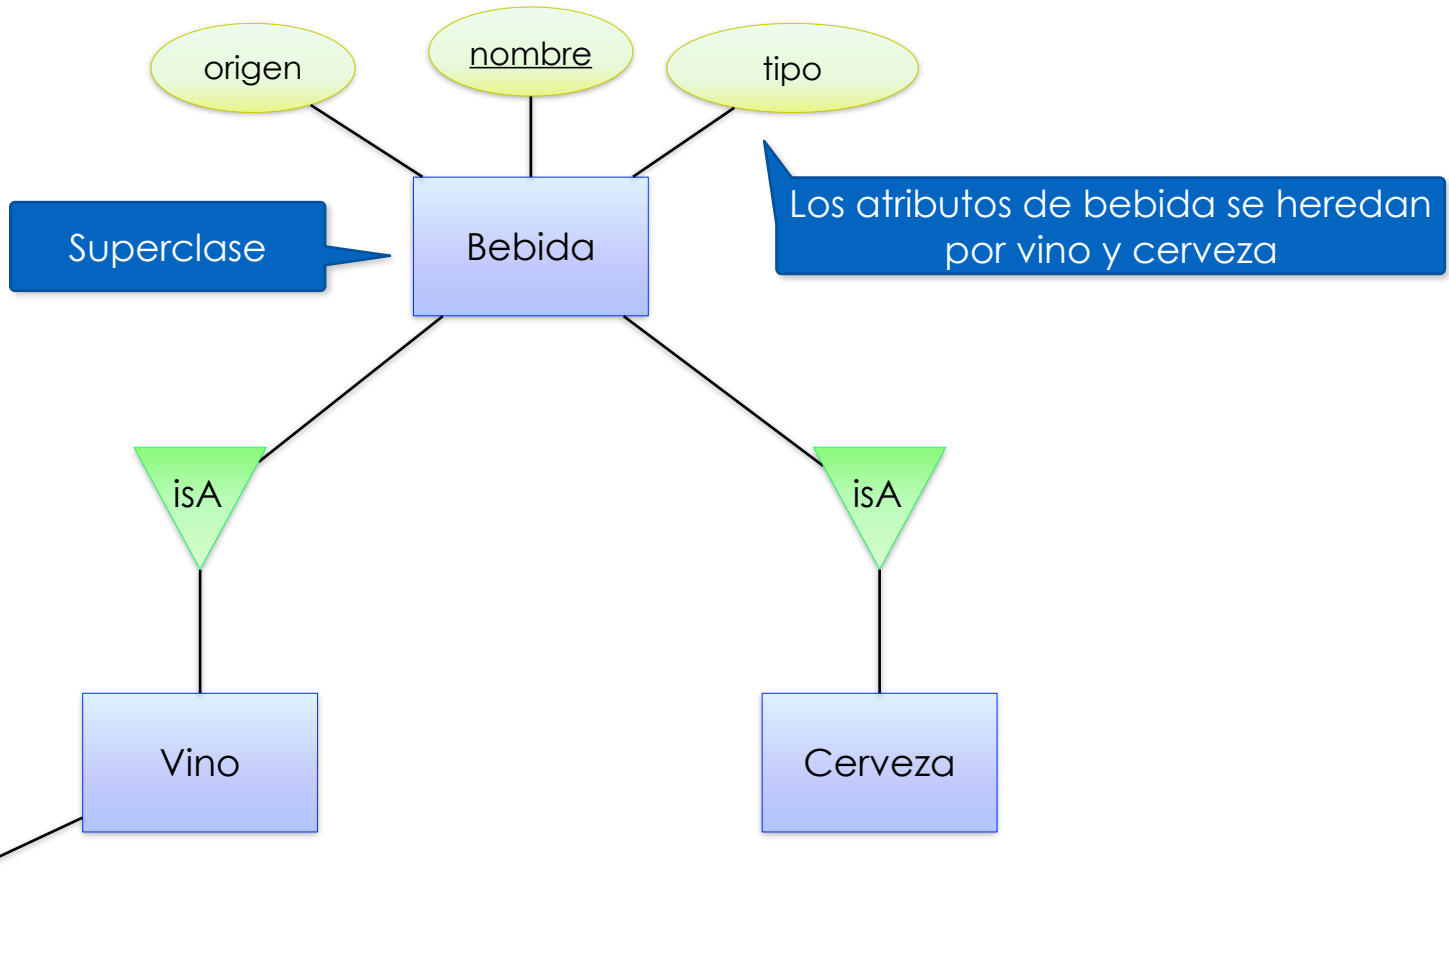 origen
nombre
tipo
Superclase
Bebida
Los atributos de bebida se heredan
por vino y cerveza
isA
isA
Vino
Cerveza